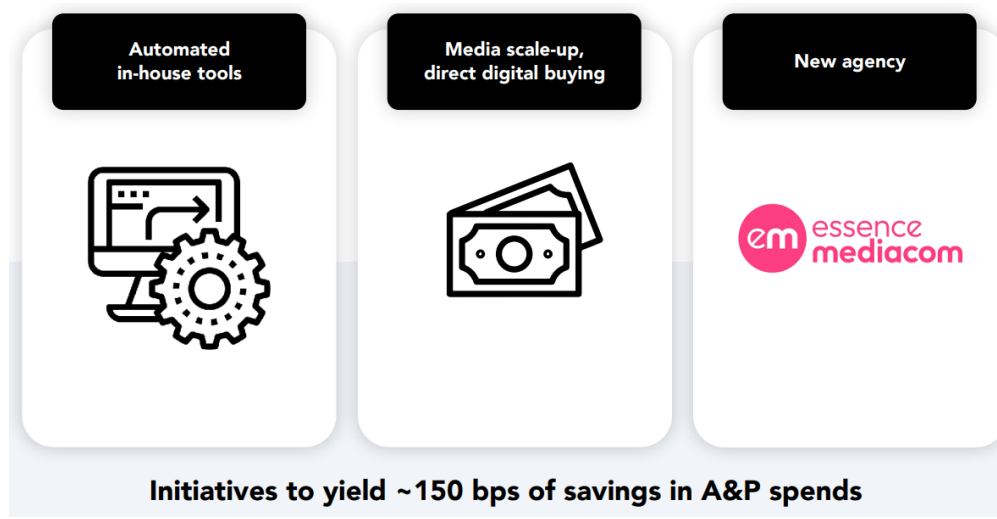 Automated
in-house tools
Media scale-up,
direct digital buying
New agency
em essence
mediacom
Initiatives to yield ~150 bps of savings in A&P spends